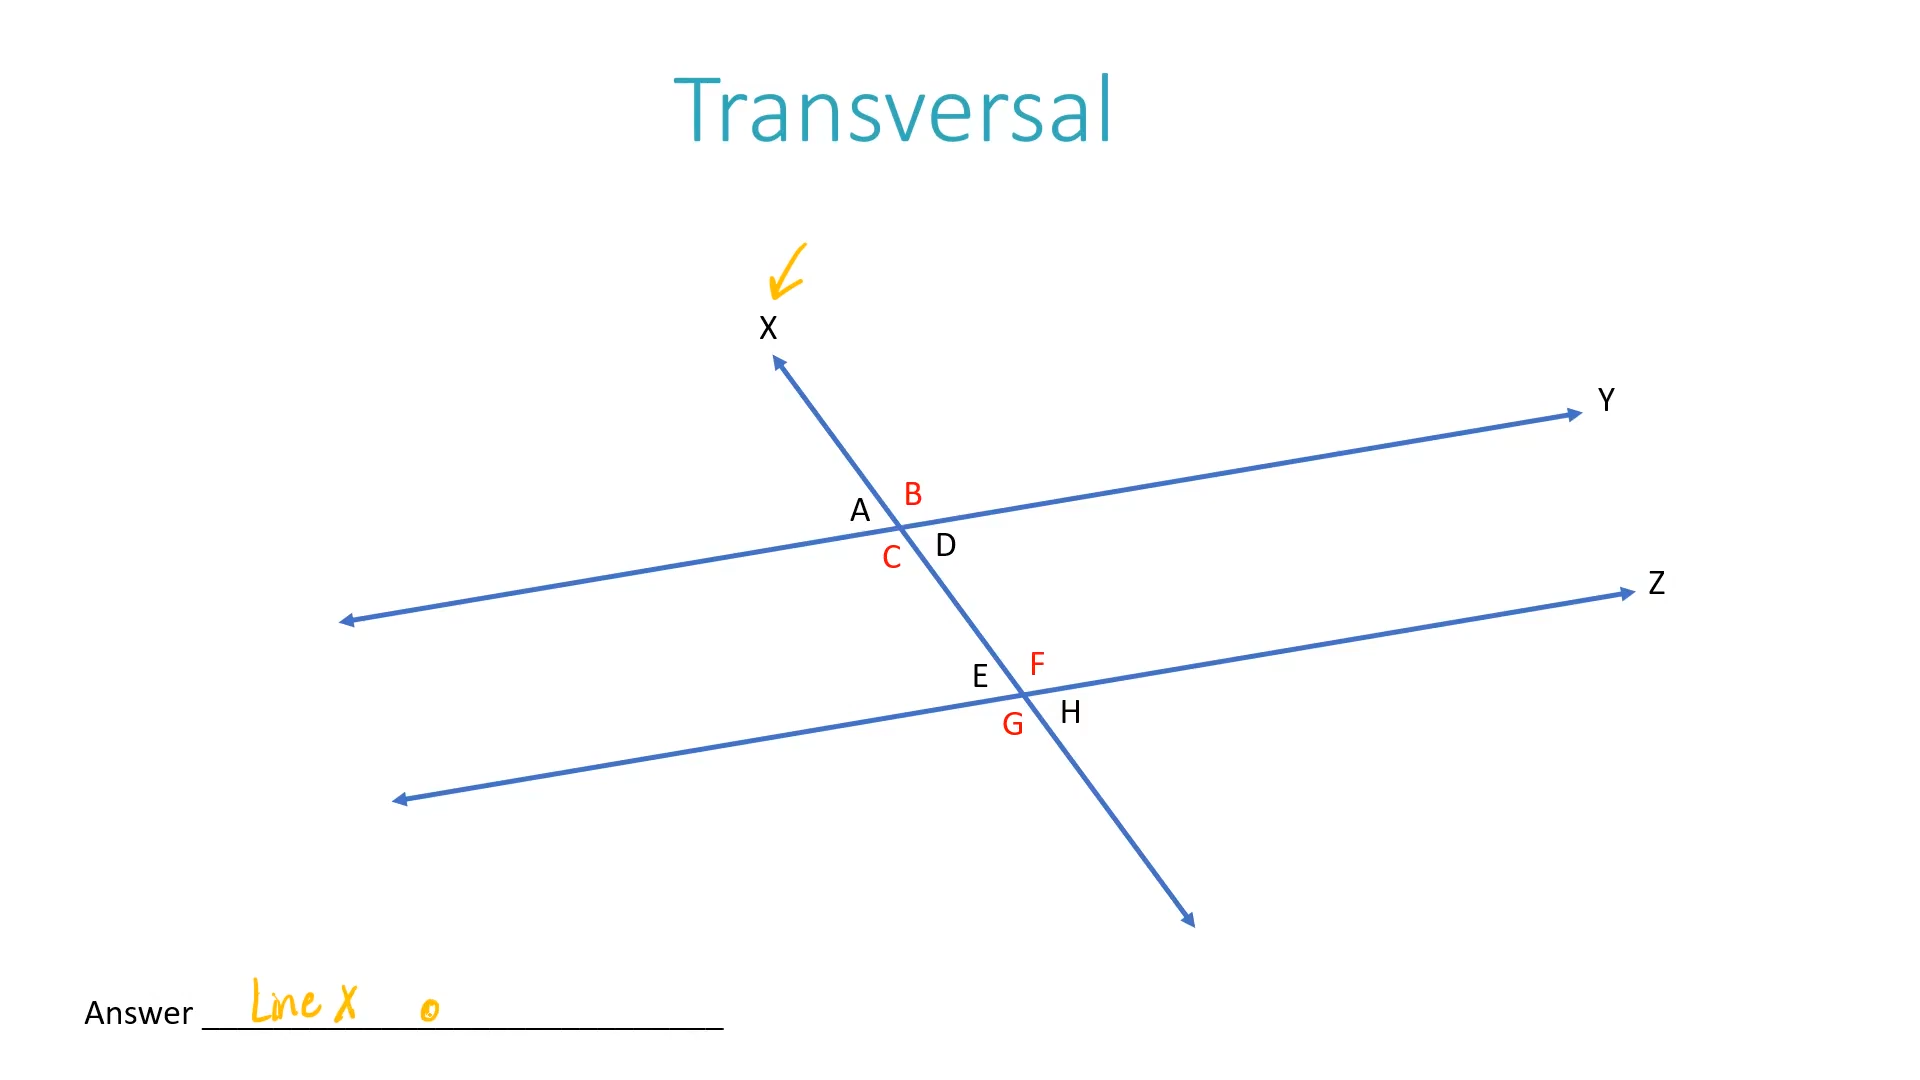 Transversal
X
Y
A B
C D
Z
E F
G H
Answer Line X o